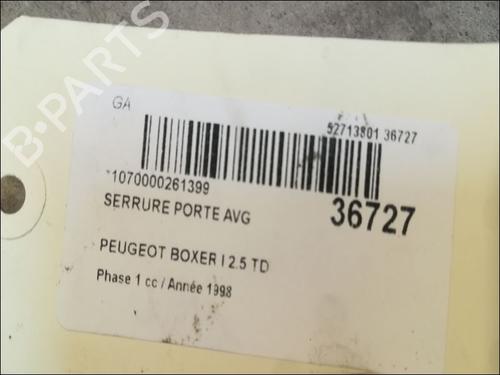 B-PARTS
GA
52713801 36727
*1070000261399
SERRURE PORTE AVG
36727
PEUGEOT BOXER I 2.5 TD
Phase 1 cc / Année 1998